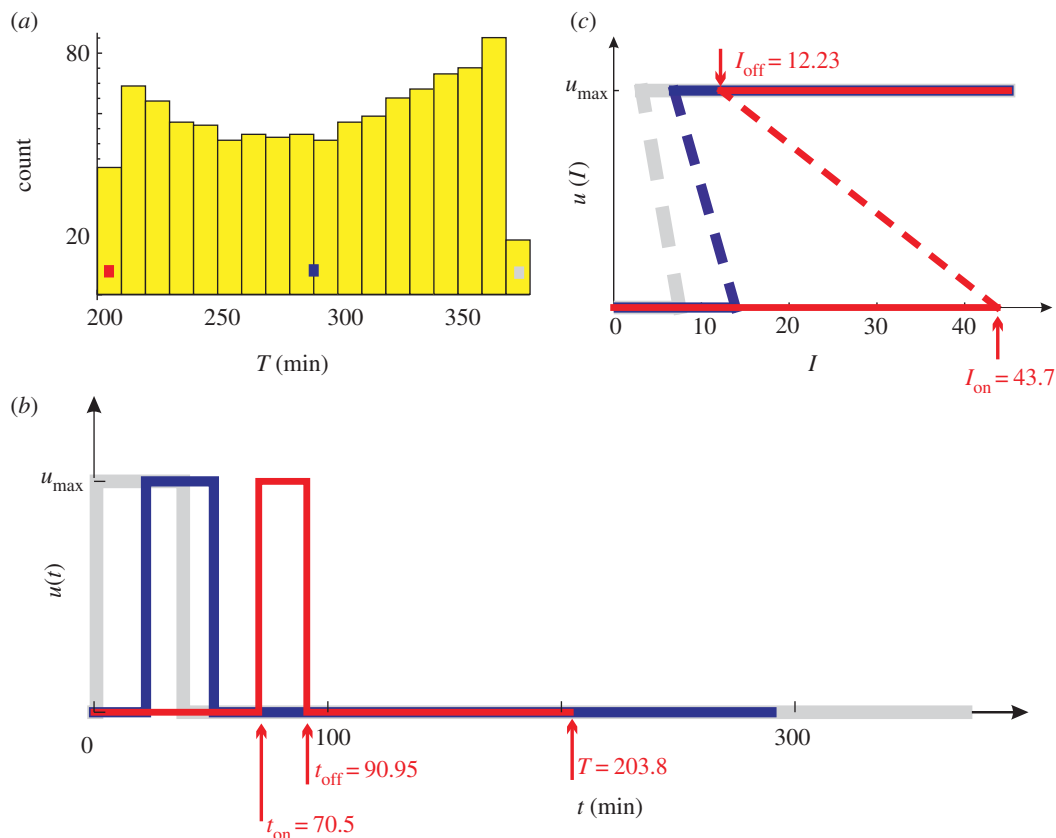 (a)
80
count
20
200 250 300 350
T (min)
(c)
I_off = 12.23
u_max
u (I)
0 10 20 30 40
I
I_on = 43.7
(b)
u_max
u(t)
0 100 300
t_off = 90.95
T = 203.8
t (min)
t_on = 70.5